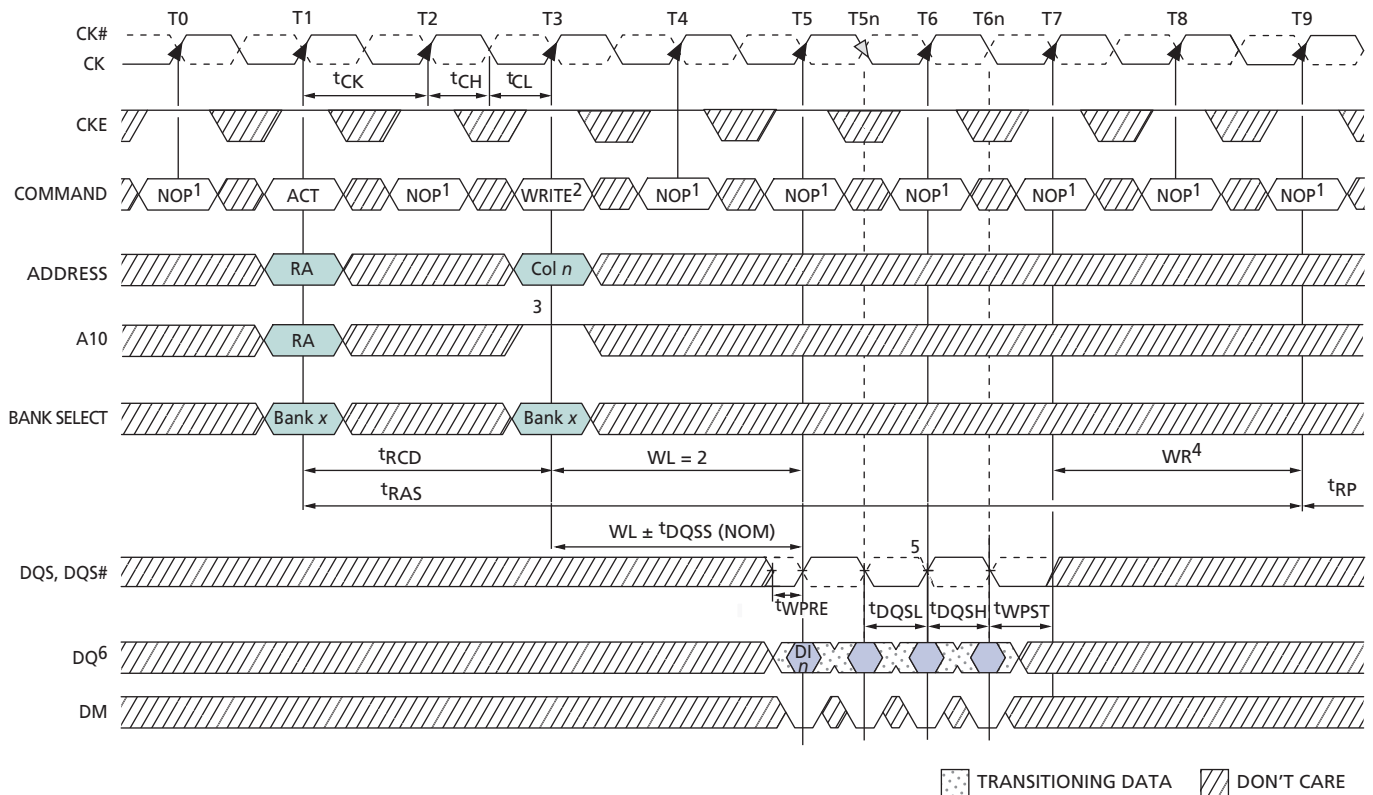 T0 T1 T2 T3 T4 T5 T5n T6 T6n T7 T8 T9
CK#
CK
tCK tCH tCL
CKE
COMMAND NOP1 ACT NOP1 WRITE2 NOP1 NOP1 NOP1 NOP1 NOP1 NOP1
ADDRESS RA Col n
3
A10 RA
BANK SELECT Bank x Bank x
tRCD WL = 2 WR4
tRAS tRP
WL ± tDQSS (NOM)
5
DQS, DQS#
tWPRE tDQSL tDQSH tWPST
DQ6 DI n
DM
TRANSITIONING DATA DON'T CARE